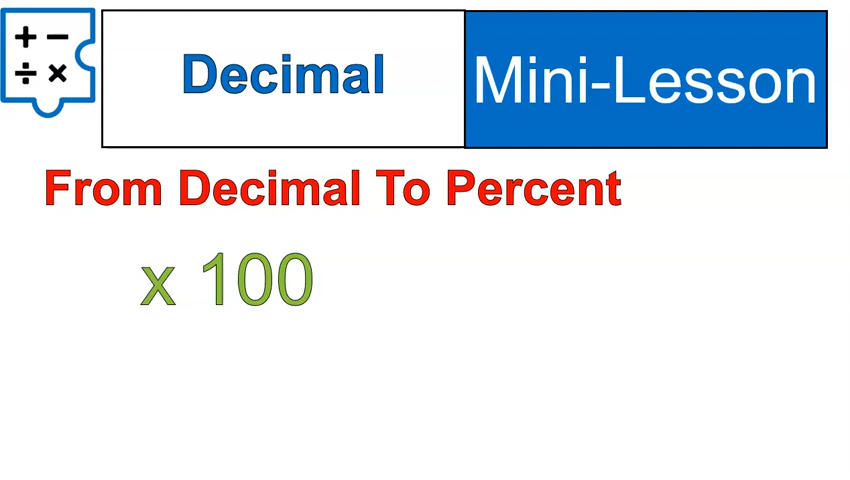 + −
÷ ×
Decimal
Mini-Lesson
From Decimal To Percent
x 100